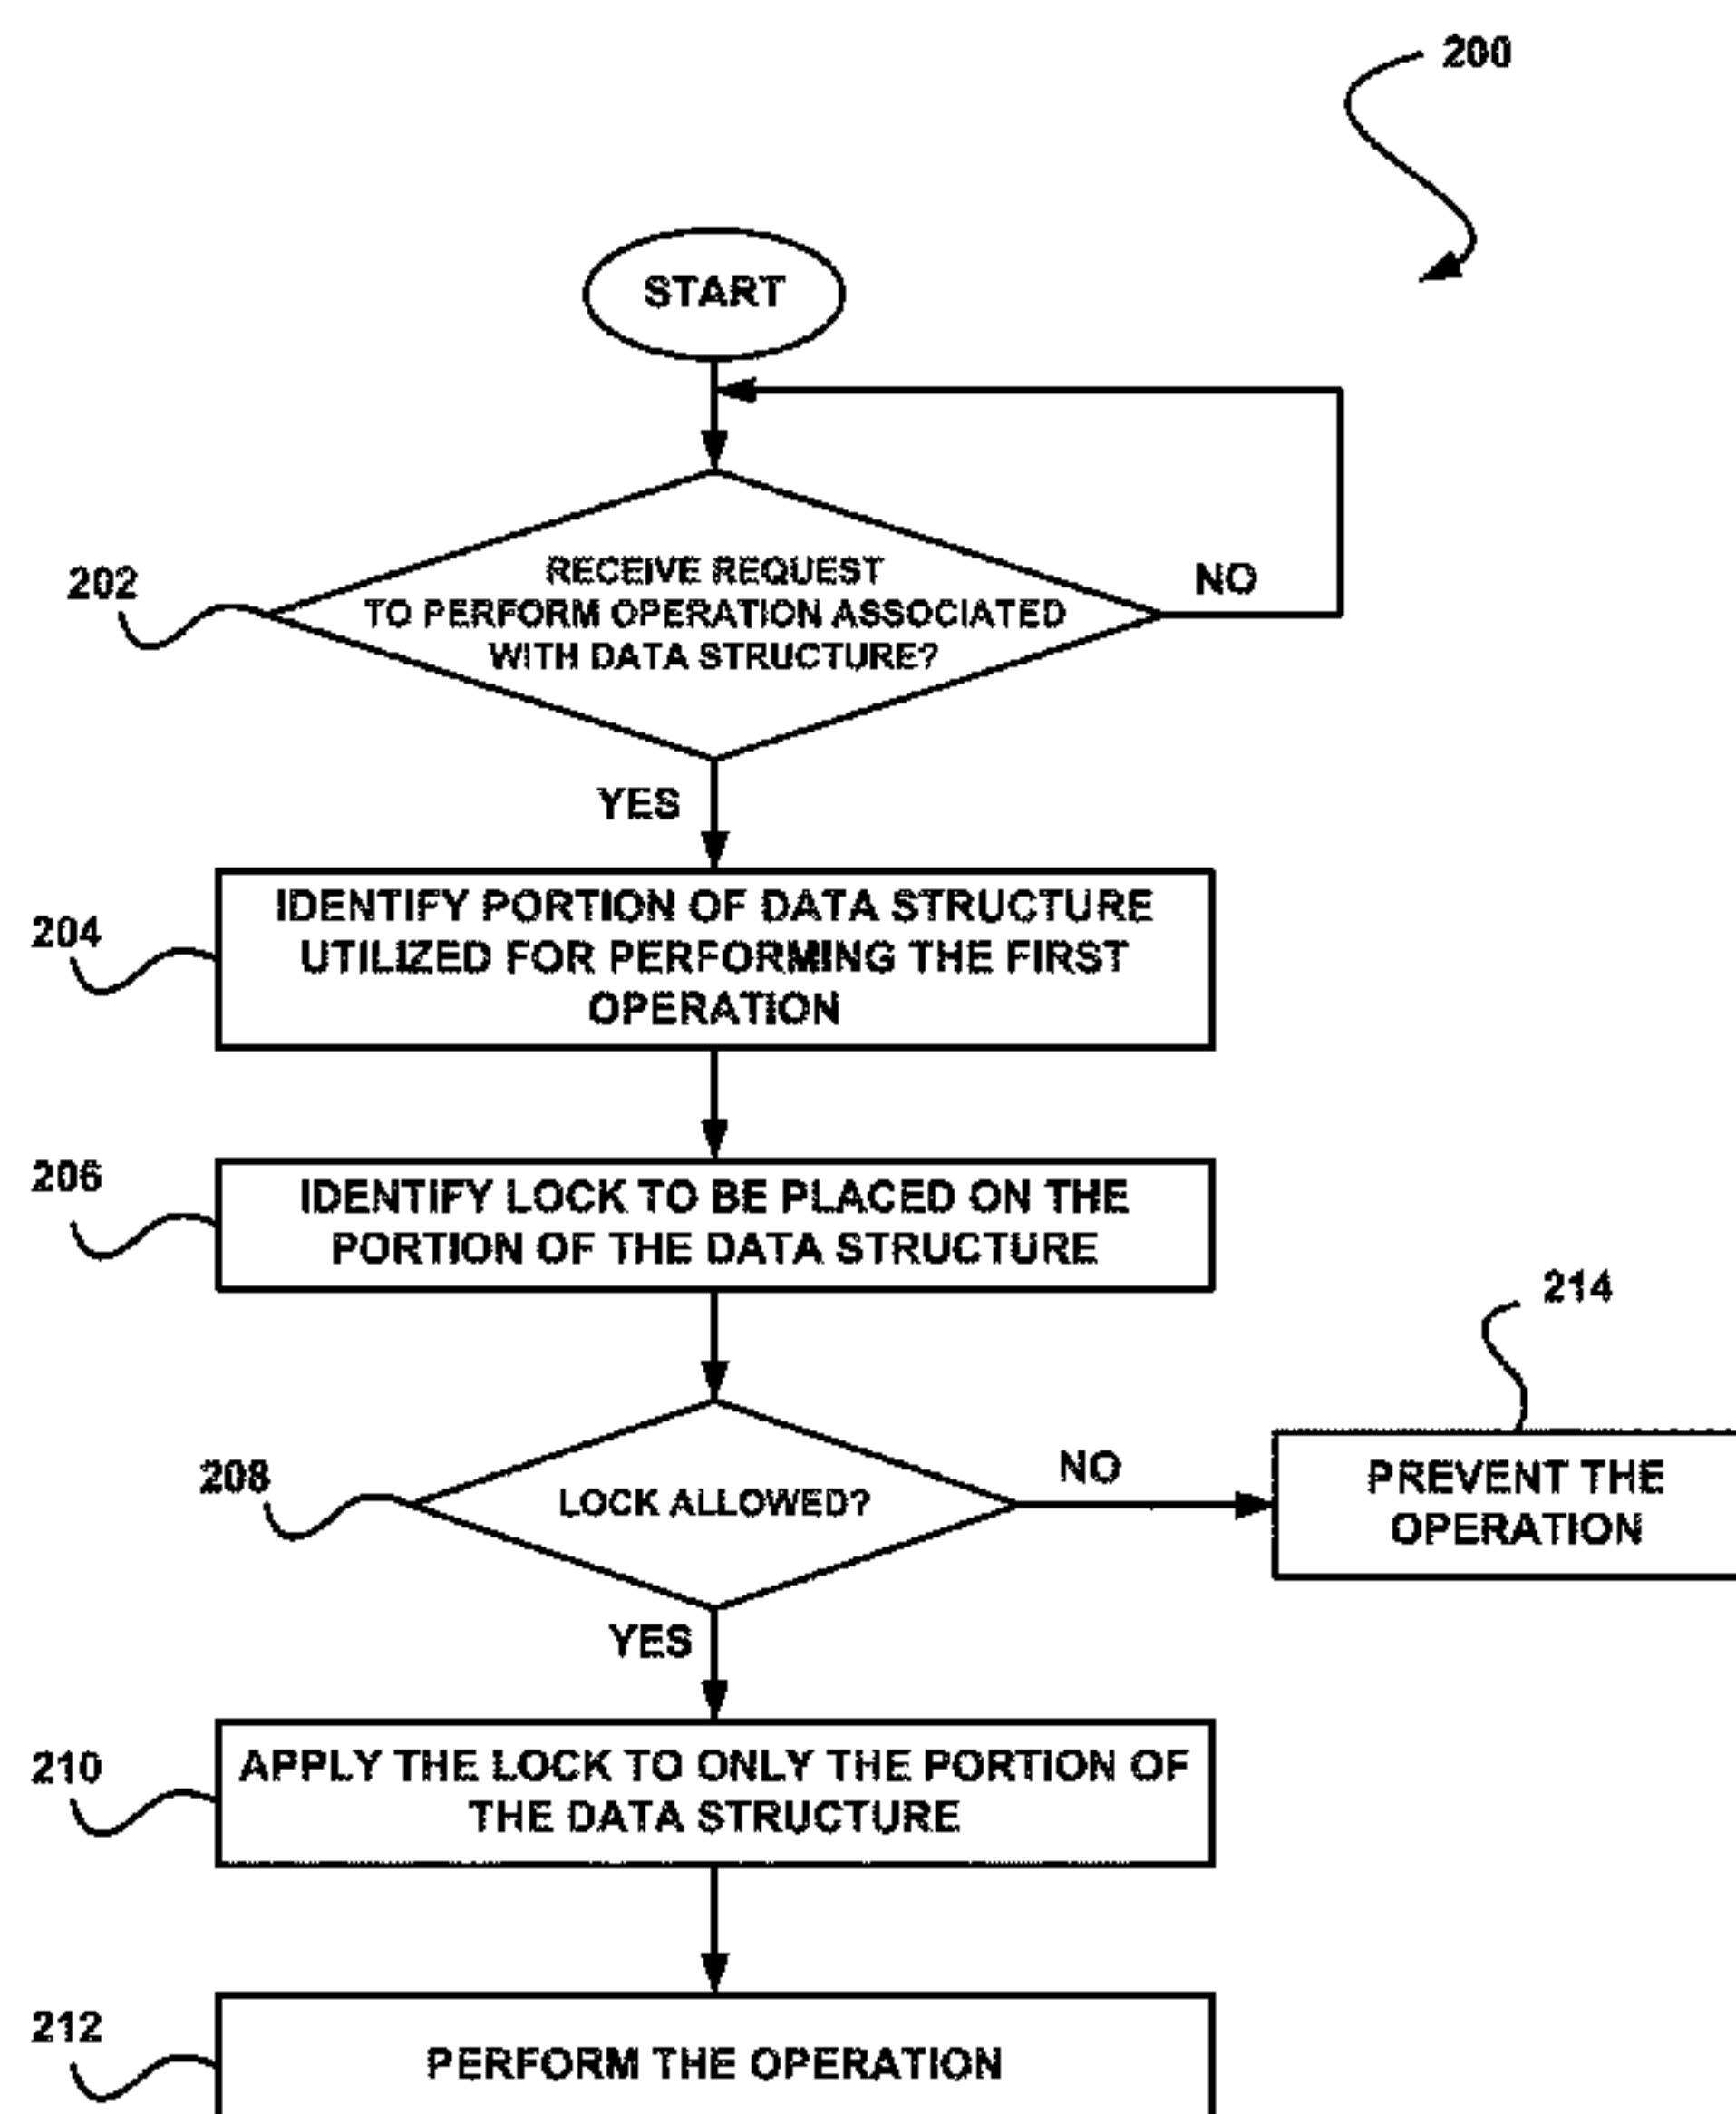 200
START
202
RECEIVE REQUEST
TO PERFORM OPERATION ASSOCIATED
WITH DATA STRUCTURE?
NO
YES
204
IDENTIFY PORTION OF DATA STRUCTURE
UTILIZED FOR PERFORMING THE FIRST
OPERATION
206
IDENTIFY LOCK TO BE PLACED ON THE
PORTION OF THE DATA STRUCTURE
214
208
LOCK ALLOWED?
NO
PREVENT THE
OPERATION
YES
210
APPLY THE LOCK TO ONLY THE PORTION OF
THE DATA STRUCTURE
212
PERFORM THE OPERATION